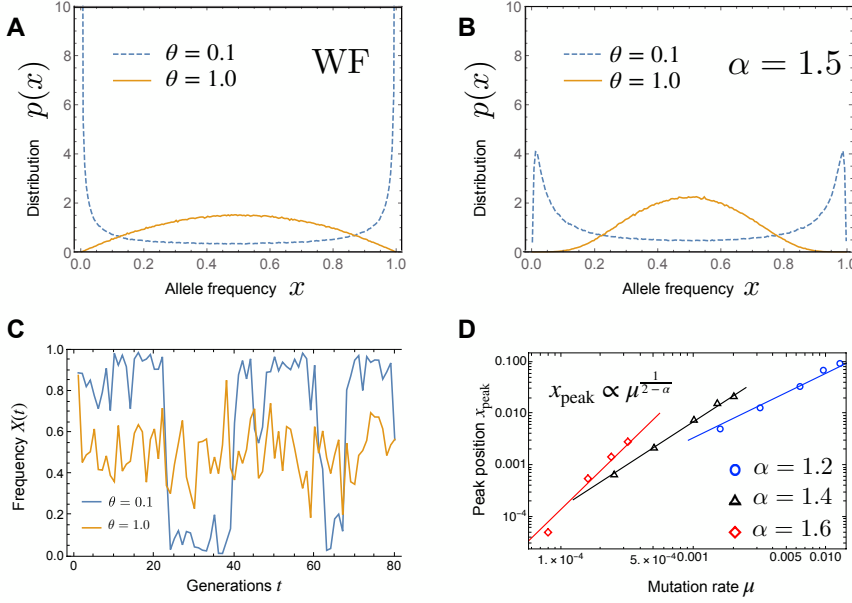 A
10
8
6
4
2
0
0.0 0.2 0.4 0.6 0.8 1.0
Distribution p(x)
Allele frequency x
θ = 0.1
θ = 1.0
WF
B
10
8
6
4
2
0
0.0 0.2 0.4 0.6 0.8 1.0
Distribution p(x)
Allele frequency x
θ = 0.1
θ = 1.0
α = 1.5
C
1.0
0.8
0.6
0.4
0.2
0.0
0 20 40 60 80
Frequency X(t)
Generations t
θ = 0.1
θ = 1.0
D
0.100
0.010
0.001
10⁻⁴
1.×10⁻⁴ 5.×10⁻⁴ 0.001 0.005 0.010
Peak position x_peak
Mutation rate μ
x_peak ∝ μ^{1/(2−α)}
α = 1.2
α = 1.4
α = 1.6